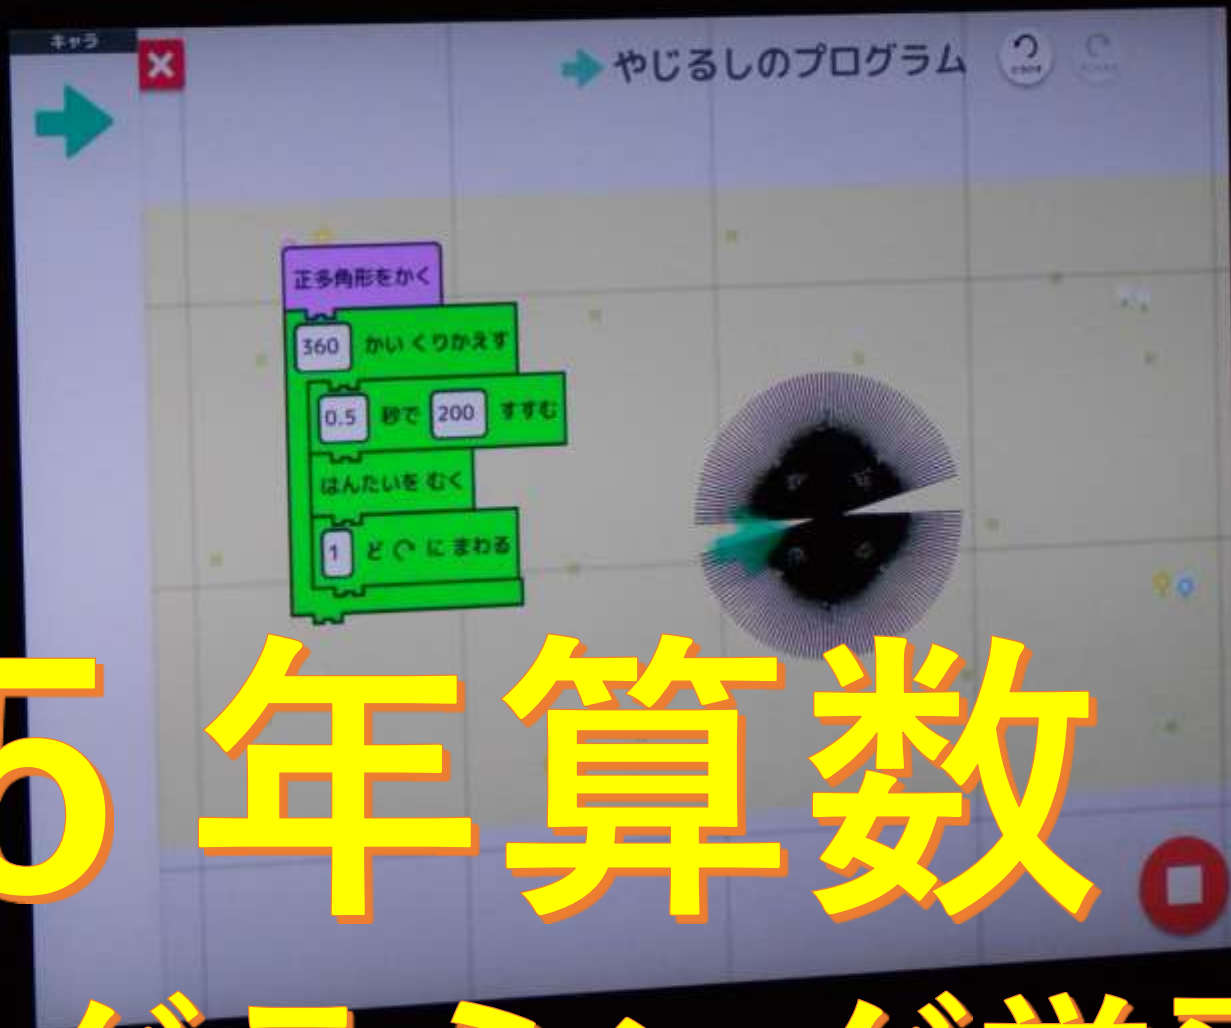 キャラ
やじるしのプログラム
正多角形をかく
360 かい くりかえす
0.5 秒で 200 すすむ
はんたいを むく
1 ど に まわる
5年算数